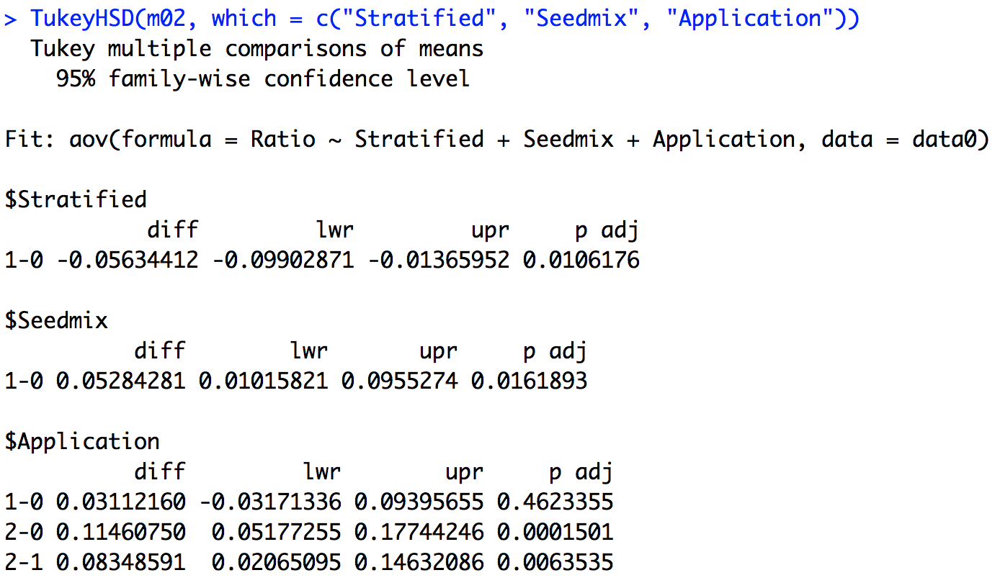 > TukeyHSD(m02, which = c("Stratified", "Seedmix", "Application"))
  Tukey multiple comparisons of means
    95% family-wise confidence level

Fit: aov(formula = Ratio ~ Stratified + Seedmix + Application, data = data0)

$Stratified
           diff         lwr         upr     p adj
1-0 -0.05634412 -0.09902871 -0.01365952 0.0106176

$Seedmix
          diff        lwr       upr     p adj
1-0 0.05284281 0.01015821 0.0955274 0.0161893

$Application
          diff         lwr        upr     p adj
1-0 0.03112160 -0.03171336 0.09395655 0.4623355
2-0 0.11460750  0.05177255 0.17744246 0.0001501
2-1 0.08348591  0.02065095 0.14632086 0.0063535